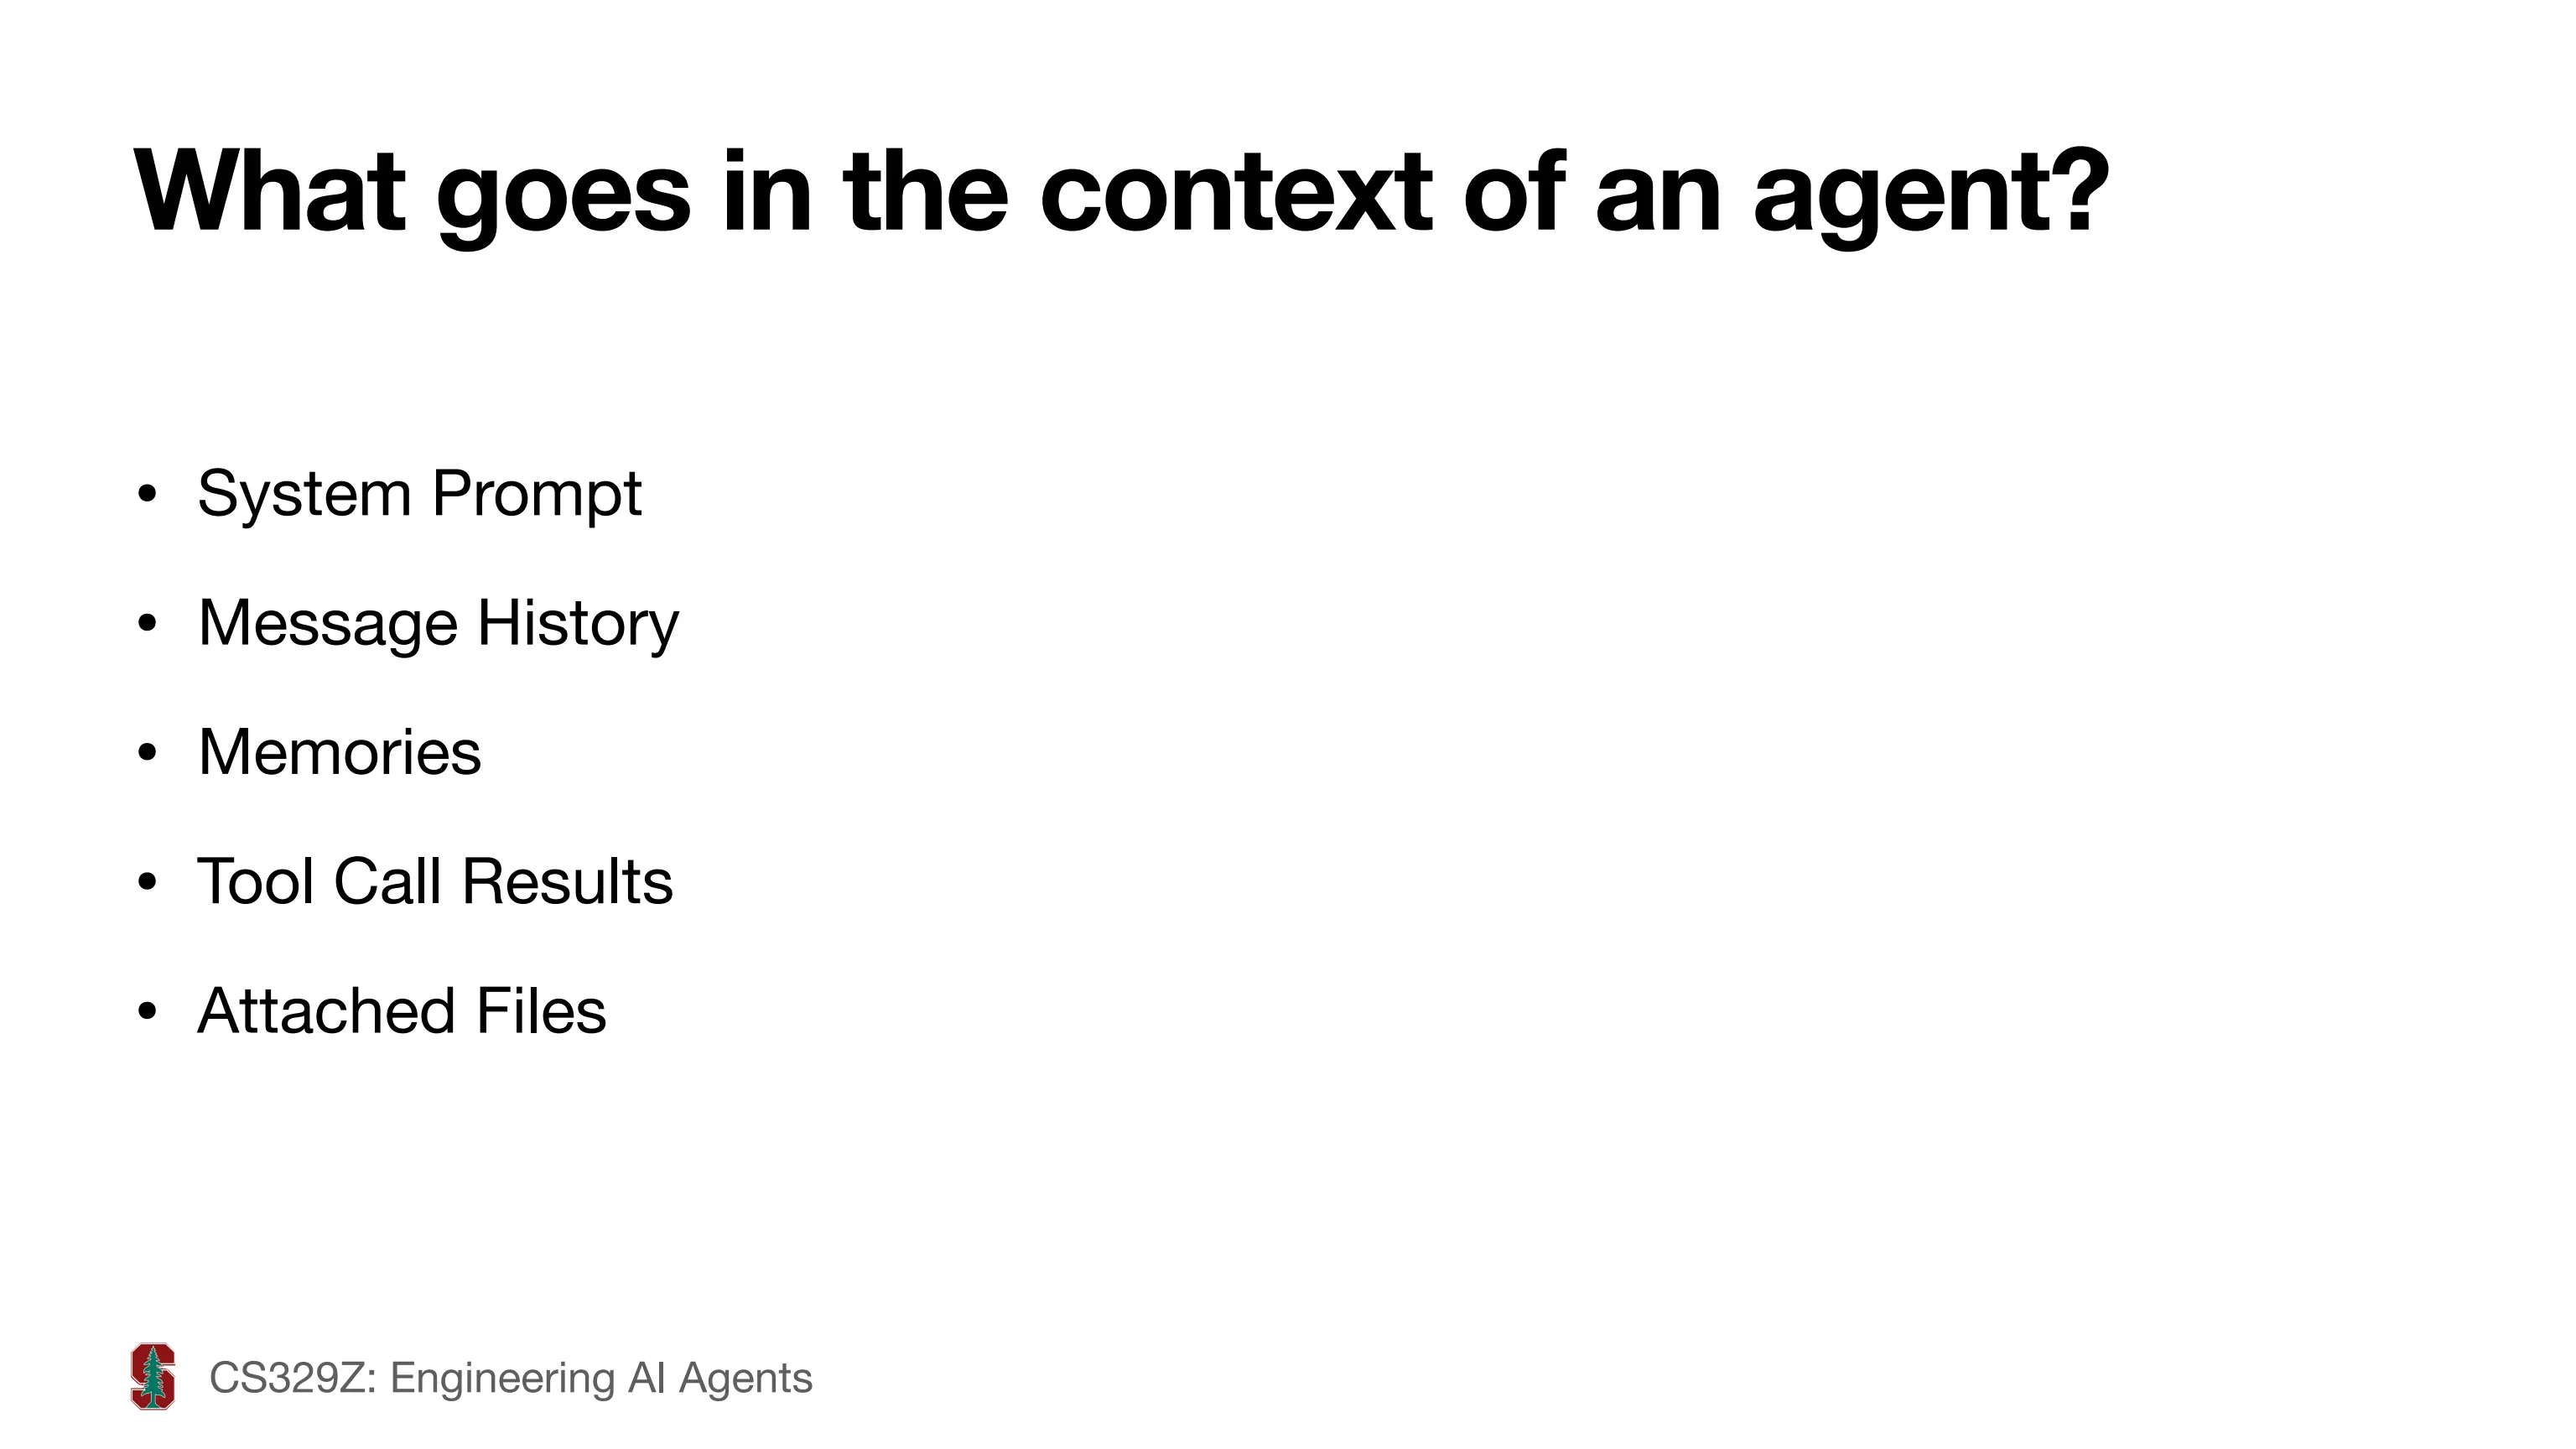 What goes in the context of an agent?
• System Prompt
• Message History
• Memories
• Tool Call Results
• Attached Files
CS329Z: Engineering AI Agents